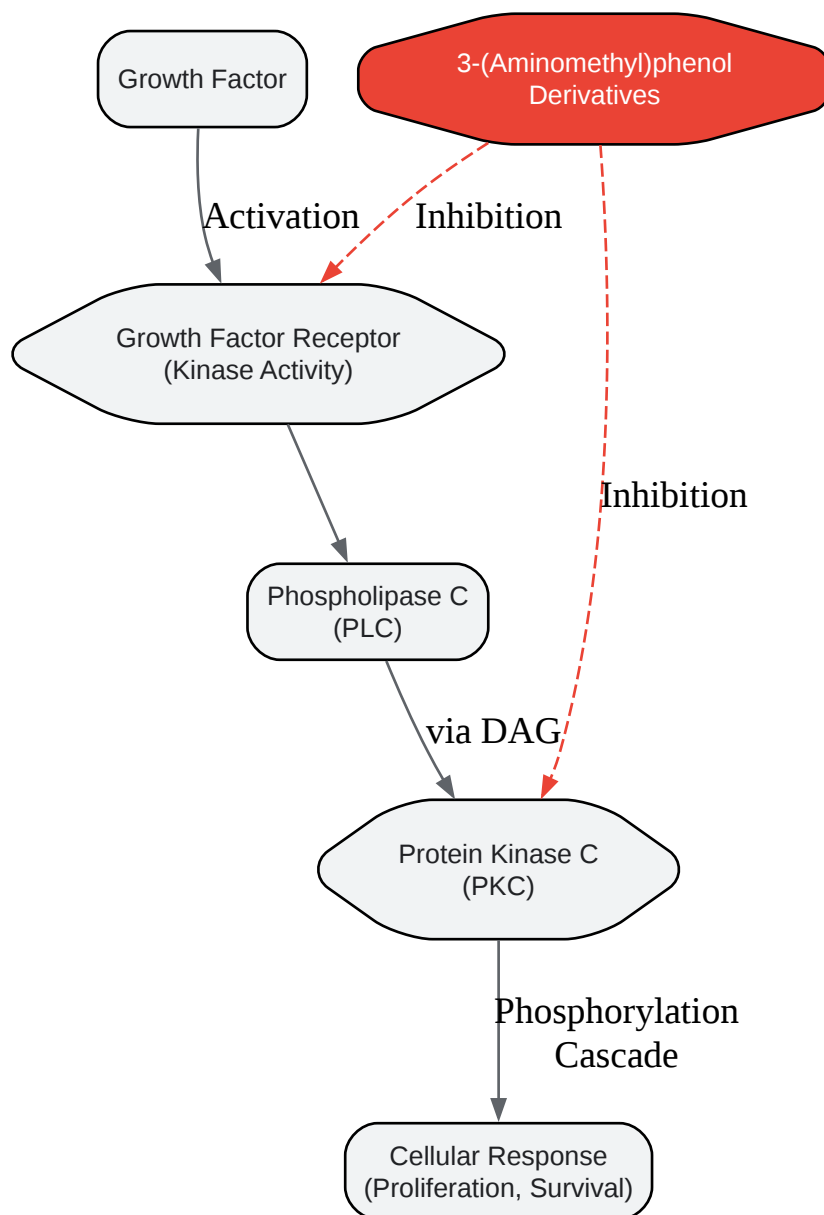 Growth Factor
3-(Aminomethyl)phenol
Derivatives
Activation
Inhibition
Growth Factor Receptor
(Kinase Activity)
Inhibition
Phospholipase C
(PLC)
via DAG
Protein Kinase C
(PKC)
Phosphorylation
Cascade
Cellular Response
(Proliferation, Survival)